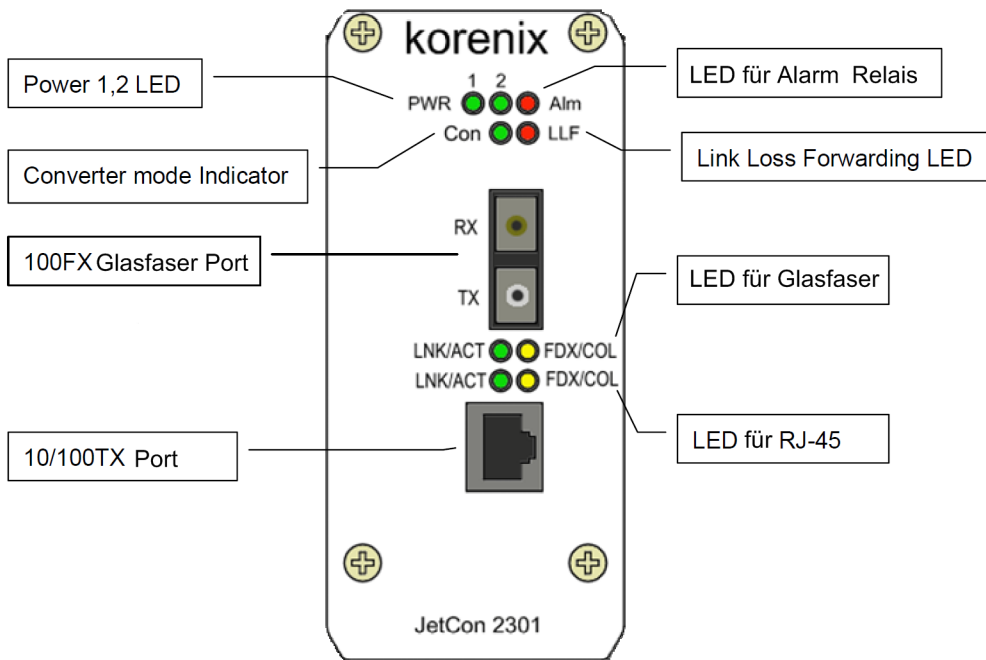 korenix
Power 1,2 LED
1 2
PWR
Alm
LED für Alarm Relais
Con
LLF
Converter mode Indicator
Link Loss Forwarding LED
RX
100FX Glasfaser Port
TX
LED für Glasfaser
LNK/ACT FDX/COL
LNK/ACT FDX/COL
10/100TX Port
LED für RJ-45
JetCon 2301